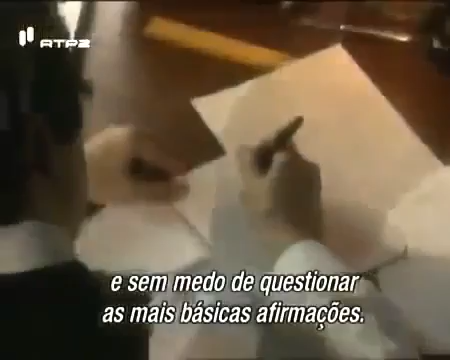 RTP2
e sem medo de questionar
as mais básicas afirmações.